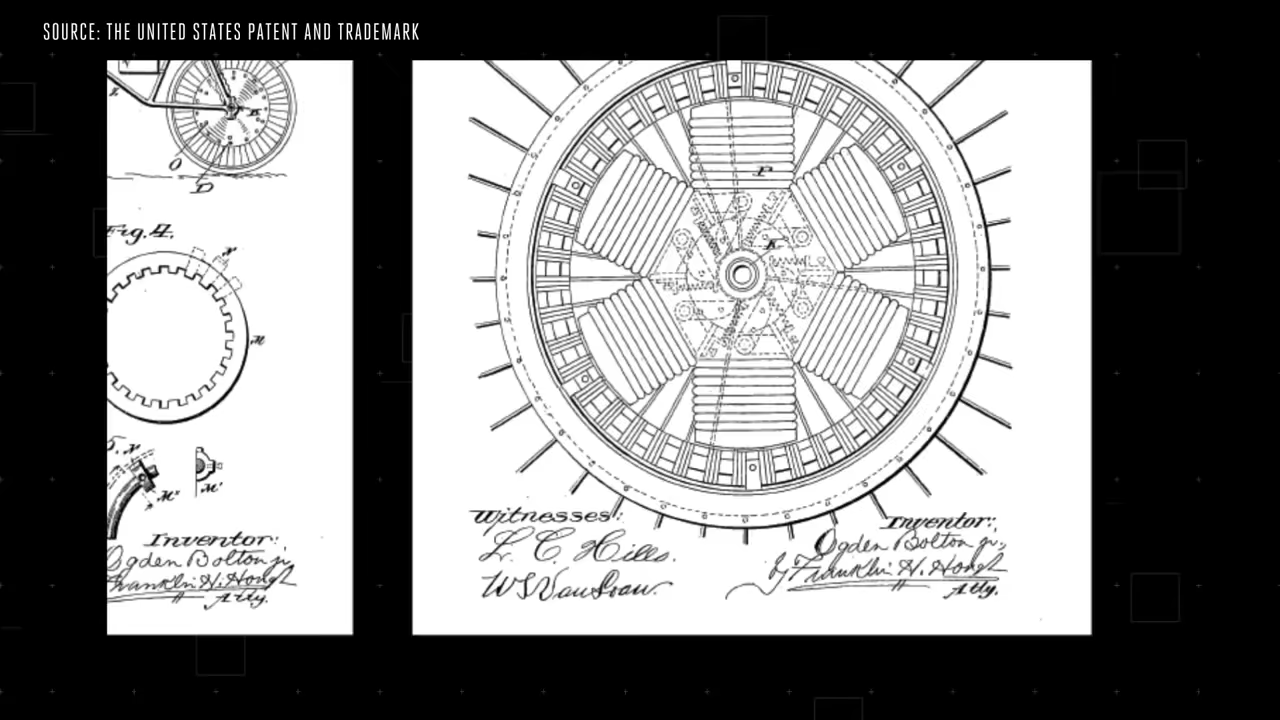 SOURCE: THE UNITED STATES PATENT AND TRADEMARK
O
D
Fig. 4.
M
M'
Inventor:
Ogden Bolton jr,
Franklin H. Hough
Atty.
P
K
Witnesses:
L. C. Hills.
Inventor:
Ogden Bolton jr.,
by Franklin H. Hough
Atty.